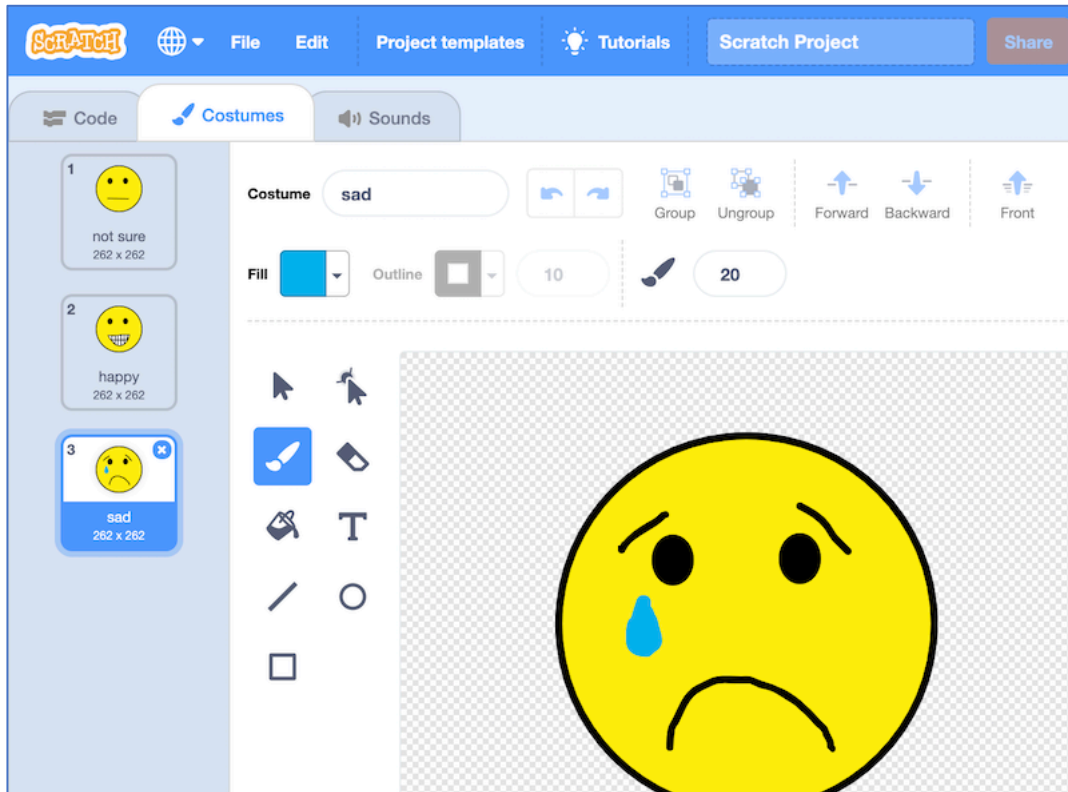 SCRATCH File Edit Project templates Tutorials Scratch Project Share
Code Costumes Sounds
1
not sure
262 x 262
2
happy
262 x 262
3
sad
262 x 262
Costume sad Group Ungroup Forward Backward Front
Fill Outline 10 20
T